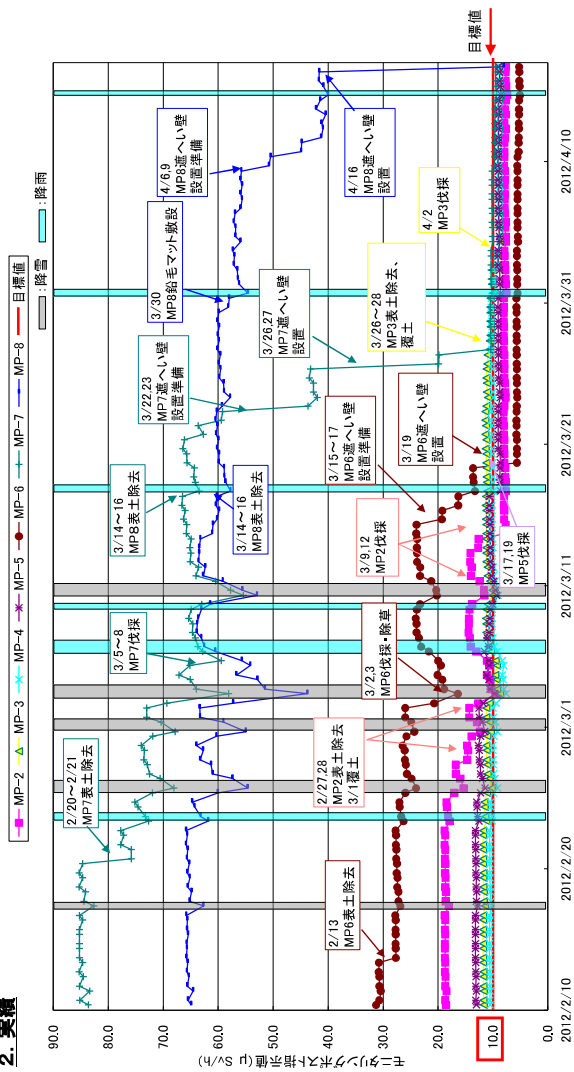 2. 実績
MP-2 MP-3 MP-4 MP-5 MP-6 MP-7 MP-8 目標値
:降雪 :降雨
モニタリングポスト指示値(μSv/h)
90.0
80.0
70.0
60.0
50.0
40.0
30.0
20.0
10.0
0.0
2012/2/10
2012/2/20
2012/3/1
2012/3/11
2012/3/21
2012/3/31
2012/4/10
目標値
2/20~2/21
MP7表土除去
3/5~8
MP7伐採
3/14~16
MP8表土除去
3/22,23
MP7遮へい壁
設置準備
3/30
MP8鉛毛マット敷設
4/6,9
MP8遮へい壁
設置準備
3/14~16
MP8表土除去
3/26,27
MP7遮へい壁
設置
4/16
MP8遮へい壁
設置
2/13
MP6表土除去
2/27,28
MP2表土除去
3/1覆土
3/2,3
MP6伐採・除草
3/9,12
MP2伐採
3/15~17
MP6遮へい壁
設置準備
3/19
MP6遮へい壁
設置
3/17,19
MP5伐採
3/26~28
MP3表土除去、
覆土
4/2
MP3伐採